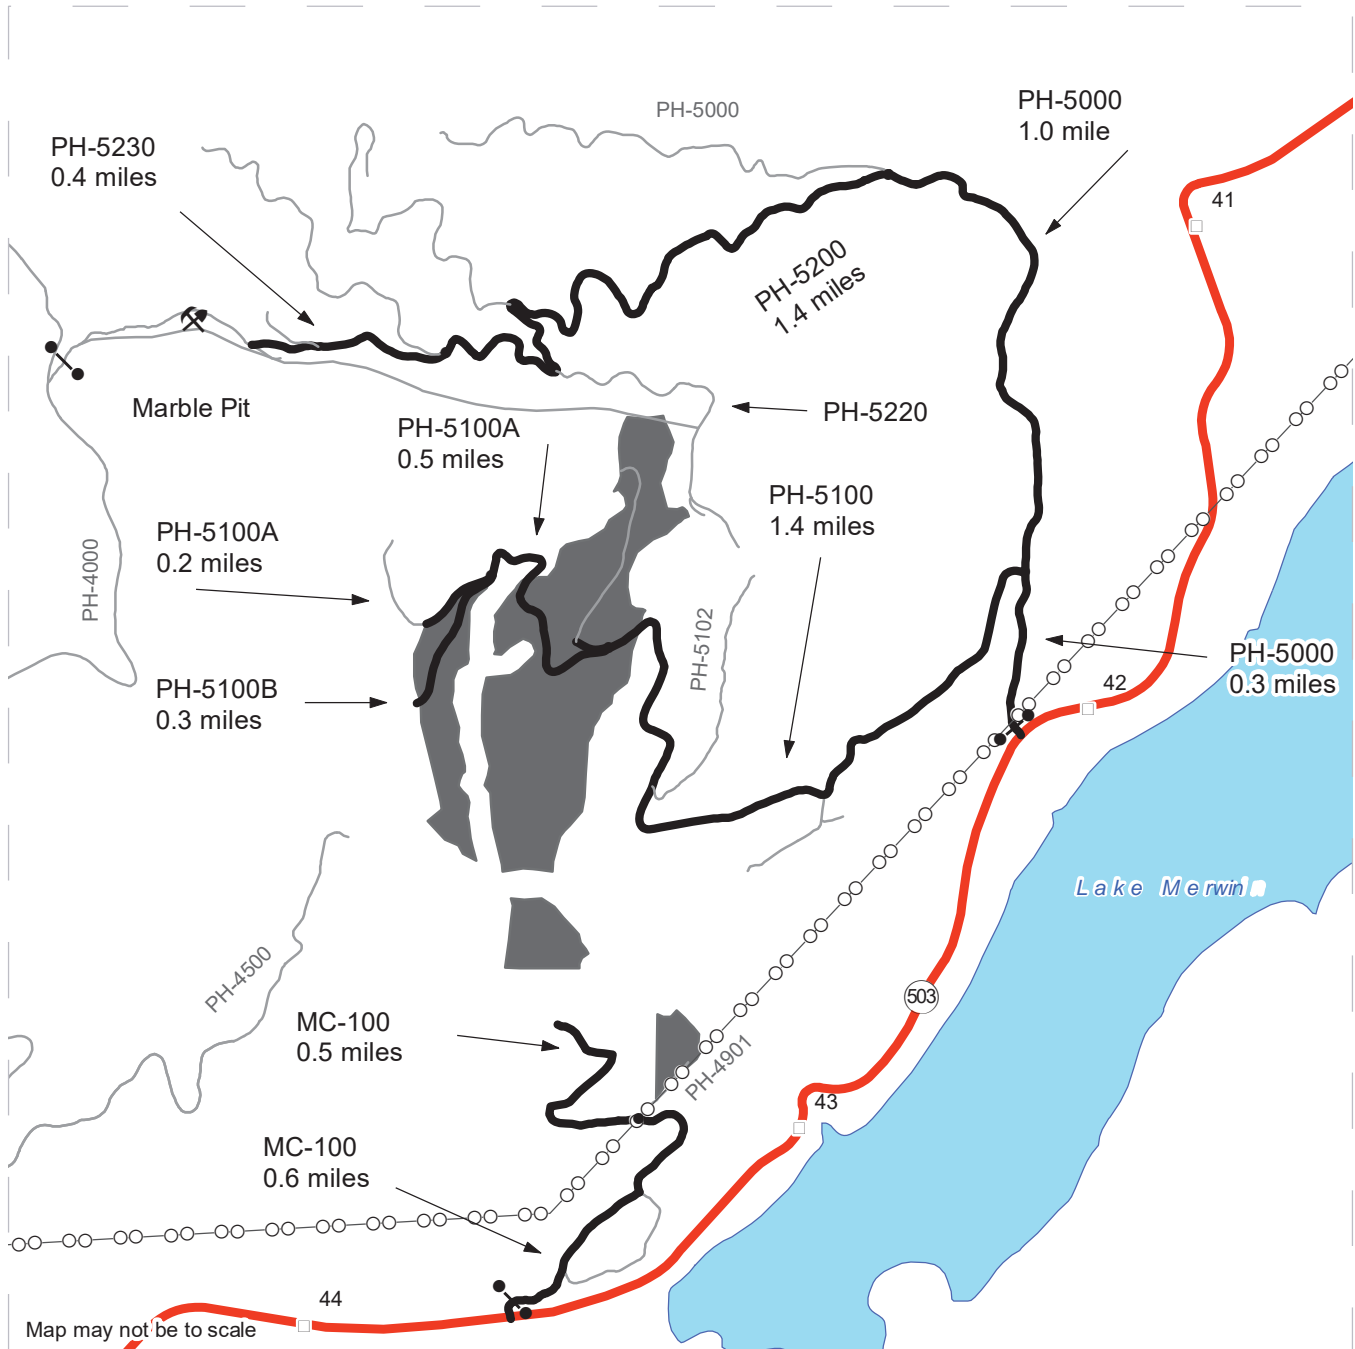 PH-5000
PH-5000
1.0 mile
PH-5230
0.4 miles
41
PH-5200
1.4 miles
Marble Pit
PH-5220
PH-5100A
0.5 miles
PH-5100
1.4 miles
PH-5100A
0.2 miles
PH-4000
PH-5102
PH-5000
0.3 miles
PH-5100B
0.3 miles
42
Lake Merwin
PH-4500
503
MC-100
0.5 miles
PH-4901
43
MC-100
0.6 miles
44
Map may not be to scale